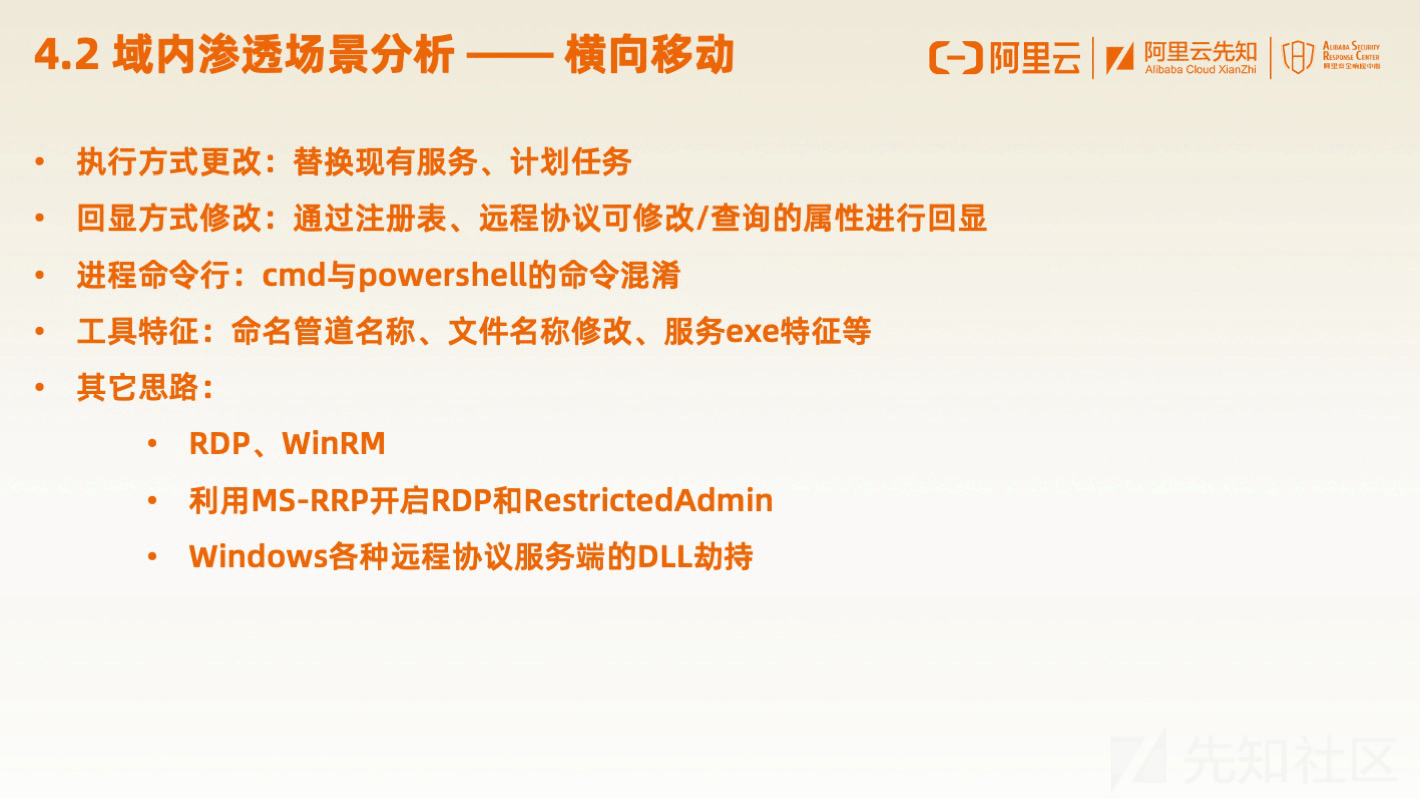 4.2 域内渗透场景分析 —— 横向移动
阿里云
阿里云先知
Alibaba Cloud XianZhi
ALIBABA SECURITY
RESPONSE CENTER
阿里安全响应中心
• 执行方式更改：替换现有服务、计划任务
• 回显方式修改：通过注册表、远程协议可修改/查询的属性进行回显
• 进程命令行：cmd与powershell的命令混淆
• 工具特征：命名管道名称、文件名称修改、服务exe特征等
• 其它思路：
• RDP、WinRM
• 利用MS-RRP开启RDP和RestrictedAdmin
• Windows各种远程协议服务端的DLL劫持
先知社区